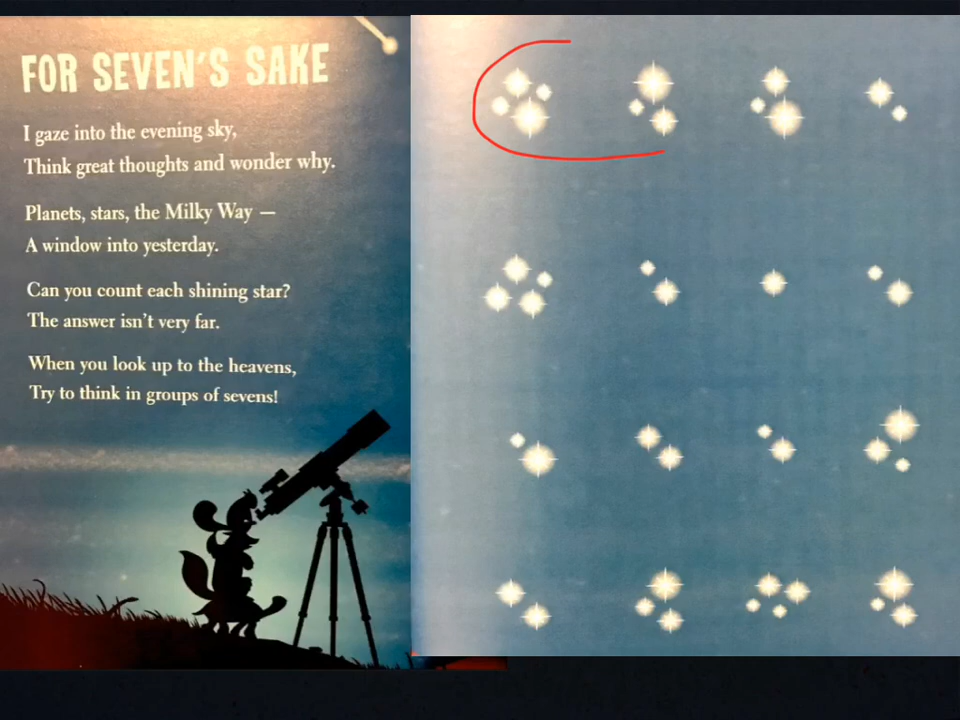 FOR SEVEN'S SAKE
I gaze into the evening sky,
Think great thoughts and wonder why.
Planets, stars, the Milky Way —
A window into yesterday.
Can you count each shining star?
The answer isn't very far.
When you look up to the heavens,
Try to think in groups of sevens!